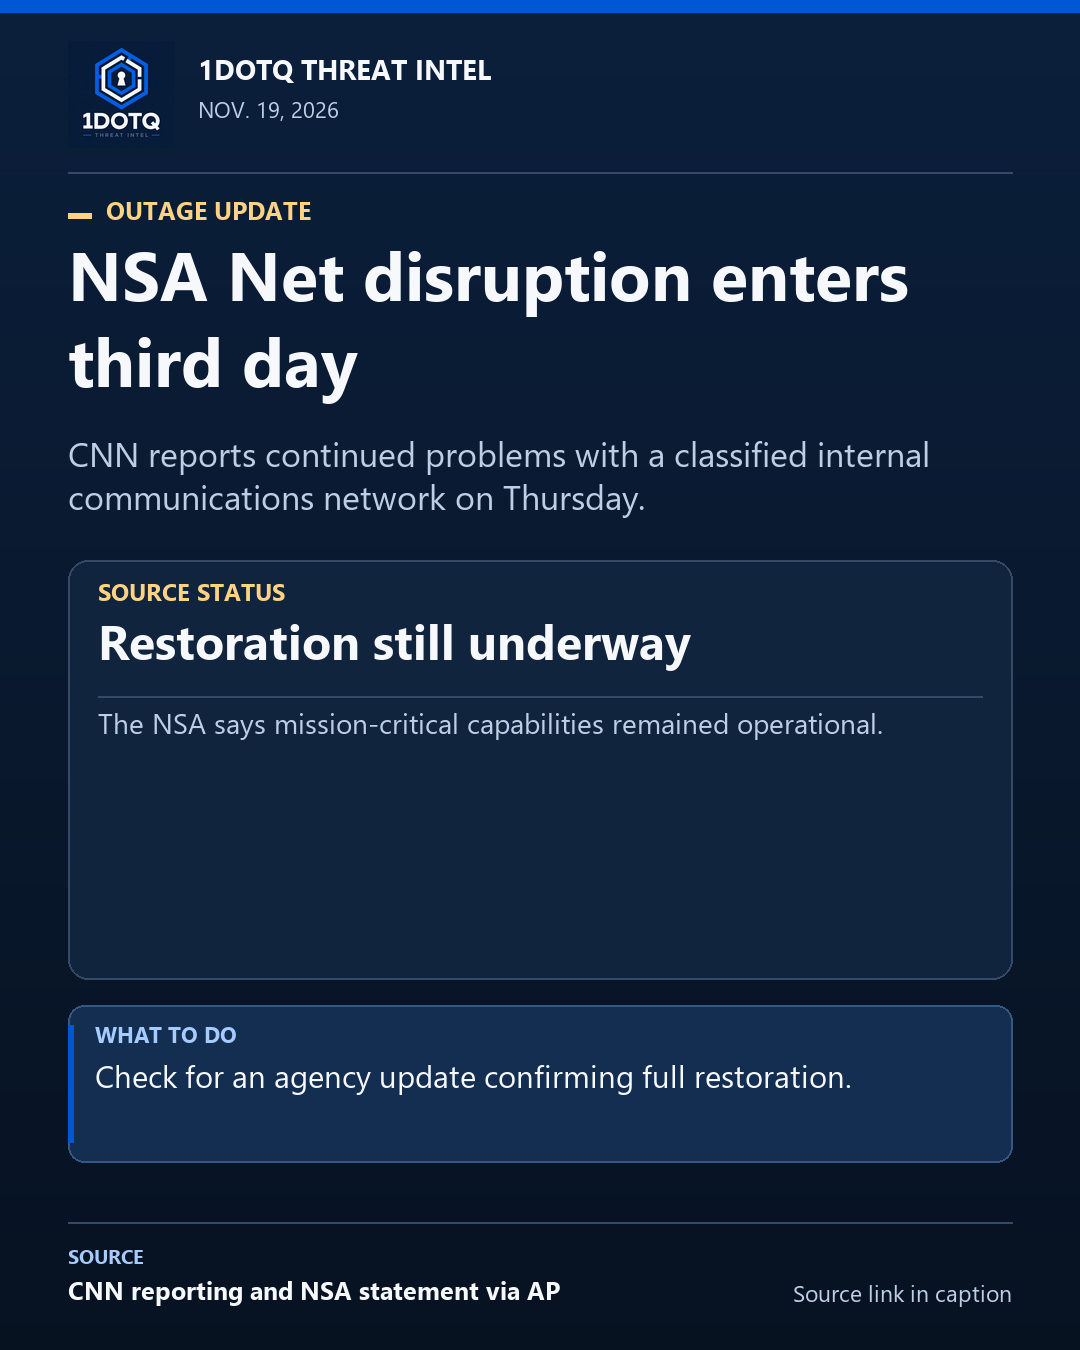 1DOTQ
THREAT INTEL
1DOTQ THREAT INTEL
NOV. 19, 2026
OUTAGE UPDATE
NSA Net disruption enters
third day
CNN reports continued problems with a classified internal
communications network on Thursday.
SOURCE STATUS
Restoration still underway
The NSA says mission-critical capabilities remained operational.
WHAT TO DO
Check for an agency update confirming full restoration.
SOURCE
CNN reporting and NSA statement via AP
Source link in caption